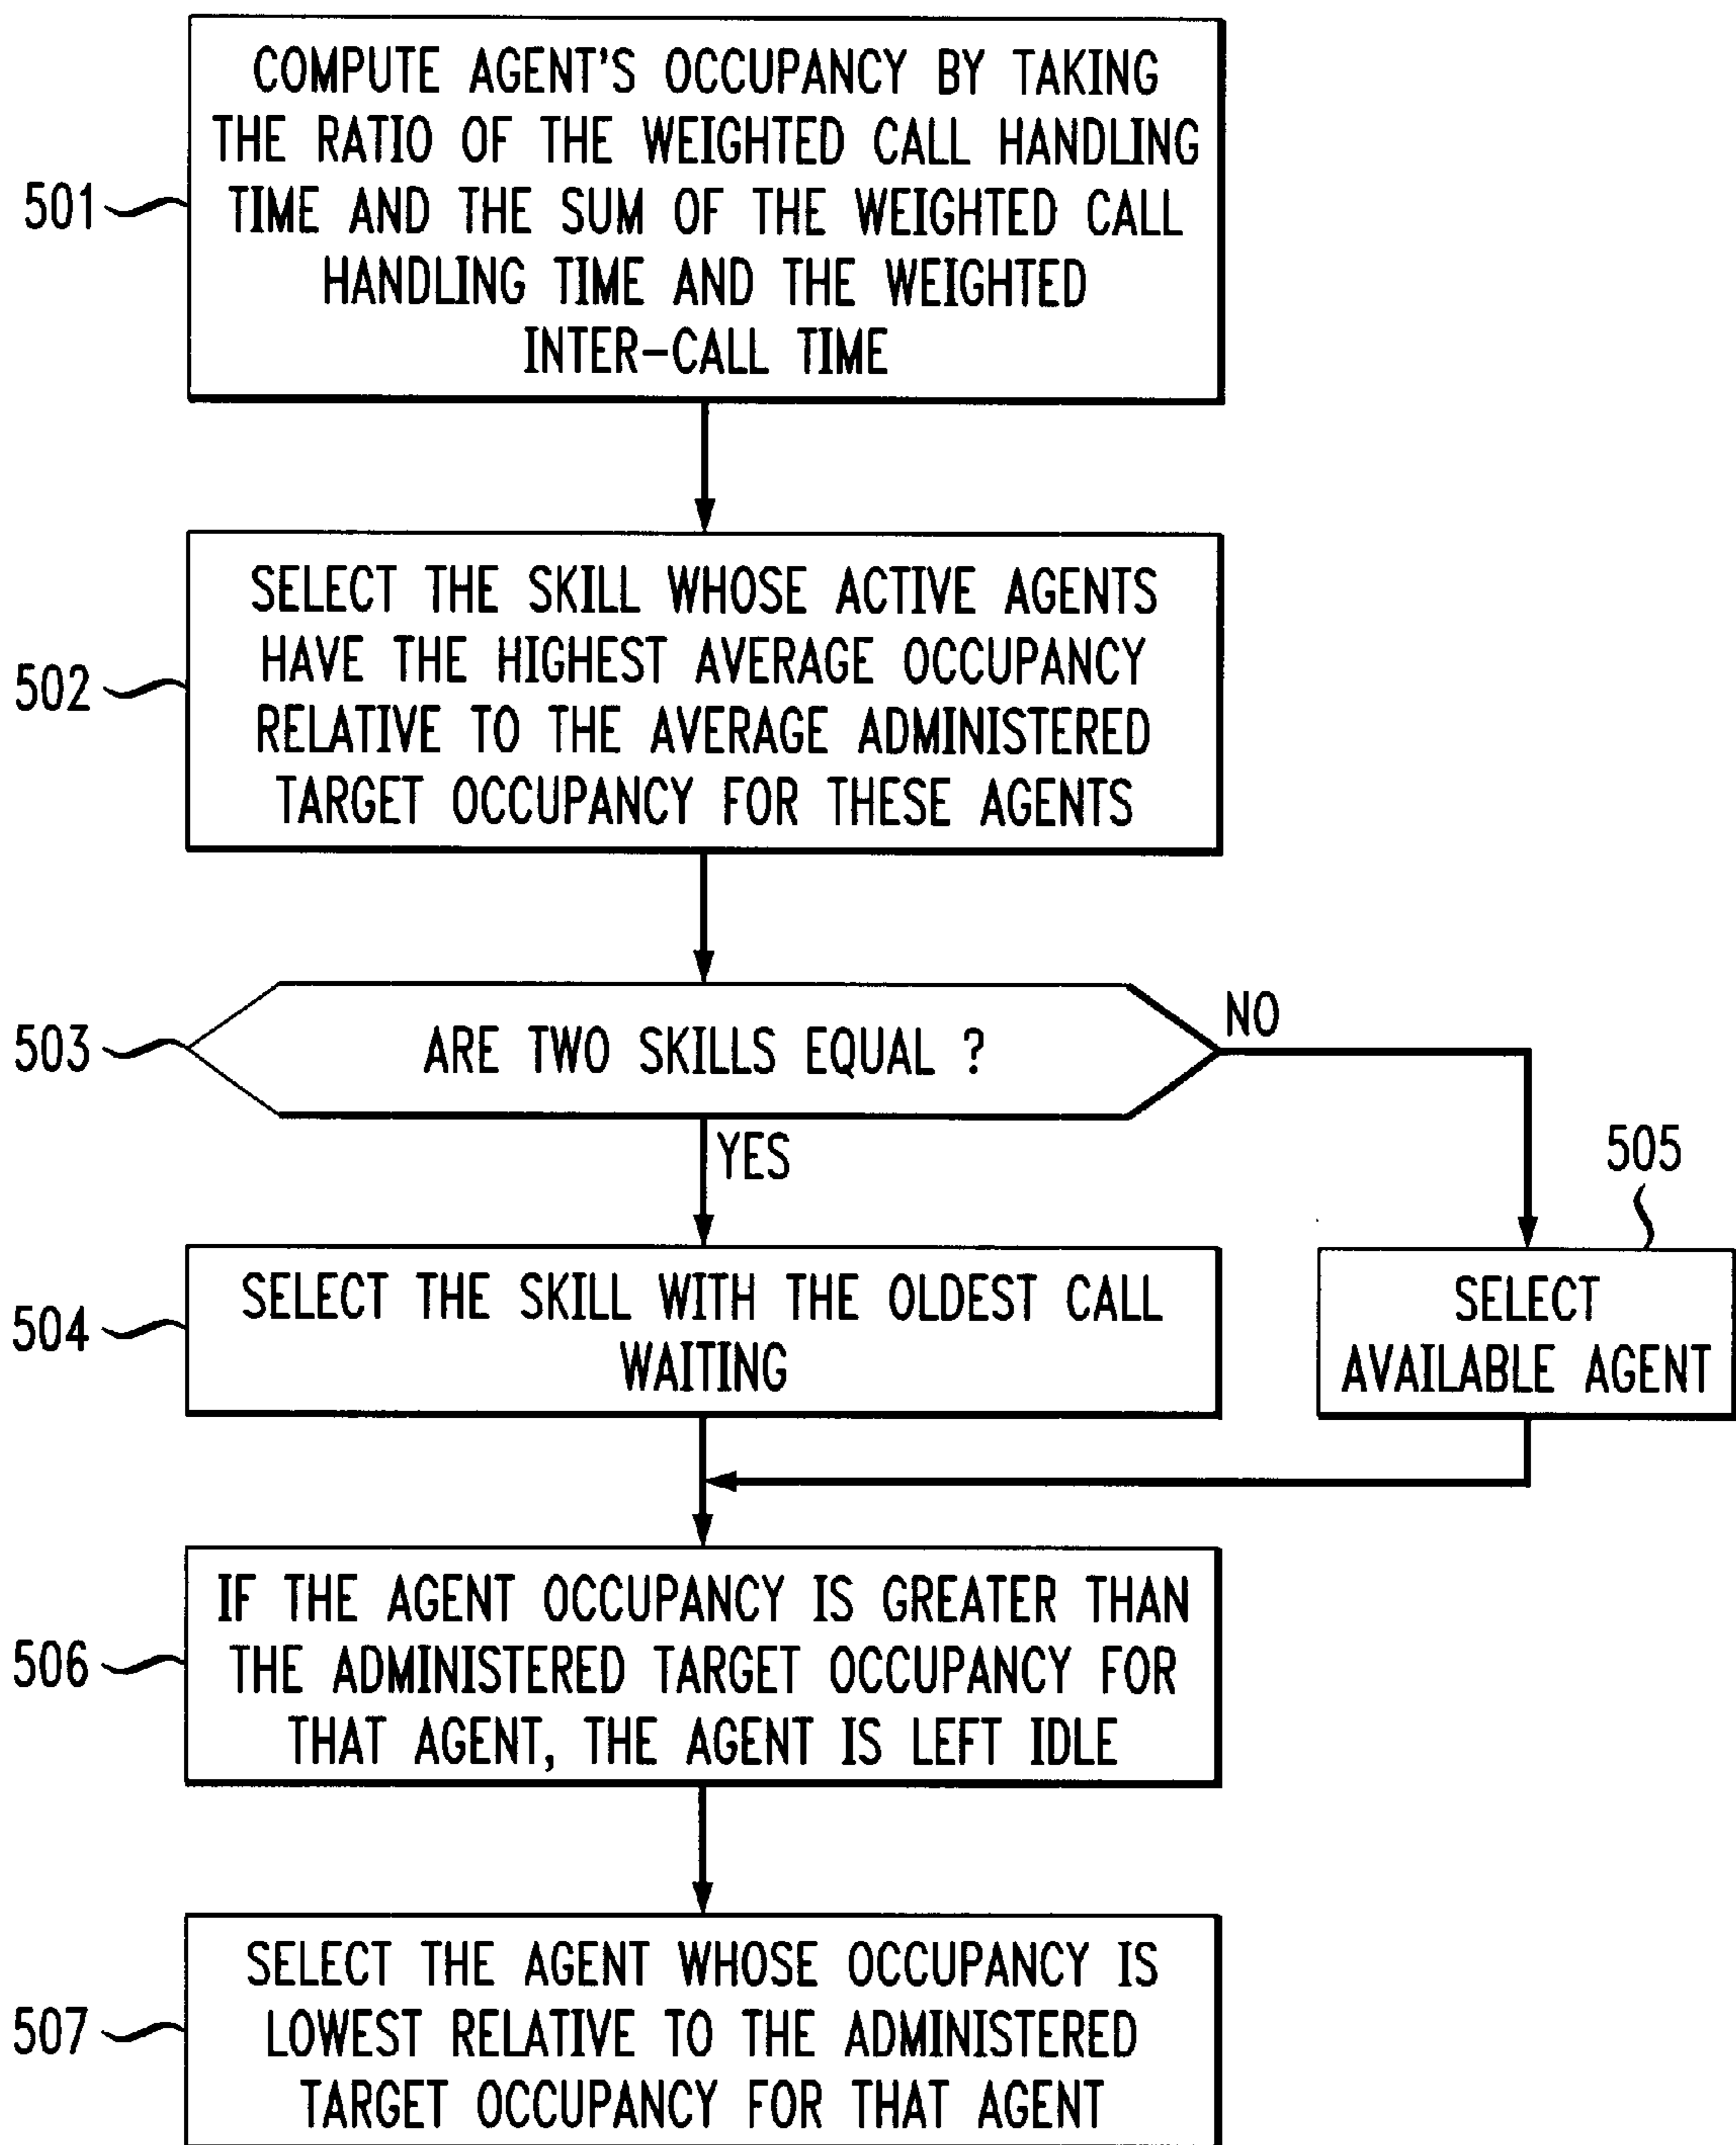 COMPUTE AGENT'S OCCUPANCY BY TAKING
THE RATIO OF THE WEIGHTED CALL HANDLING
TIME AND THE SUM OF THE WEIGHTED CALL
HANDLING TIME AND THE WEIGHTED
INTER-CALL TIME
501
SELECT THE SKILL WHOSE ACTIVE AGENTS
HAVE THE HIGHEST AVERAGE OCCUPANCY
RELATIVE TO THE AVERAGE ADMINISTERED
TARGET OCCUPANCY FOR THESE AGENTS
502
503
ARE TWO SKILLS EQUAL ?
NO
YES
505
504
SELECT THE SKILL WITH THE OLDEST CALL
WAITING
SELECT
AVAILABLE AGENT
506
IF THE AGENT OCCUPANCY IS GREATER THAN
THE ADMINISTERED TARGET OCCUPANCY FOR
THAT AGENT, THE AGENT IS LEFT IDLE
507
SELECT THE AGENT WHOSE OCCUPANCY IS
LOWEST RELATIVE TO THE ADMINISTERED
TARGET OCCUPANCY FOR THAT AGENT